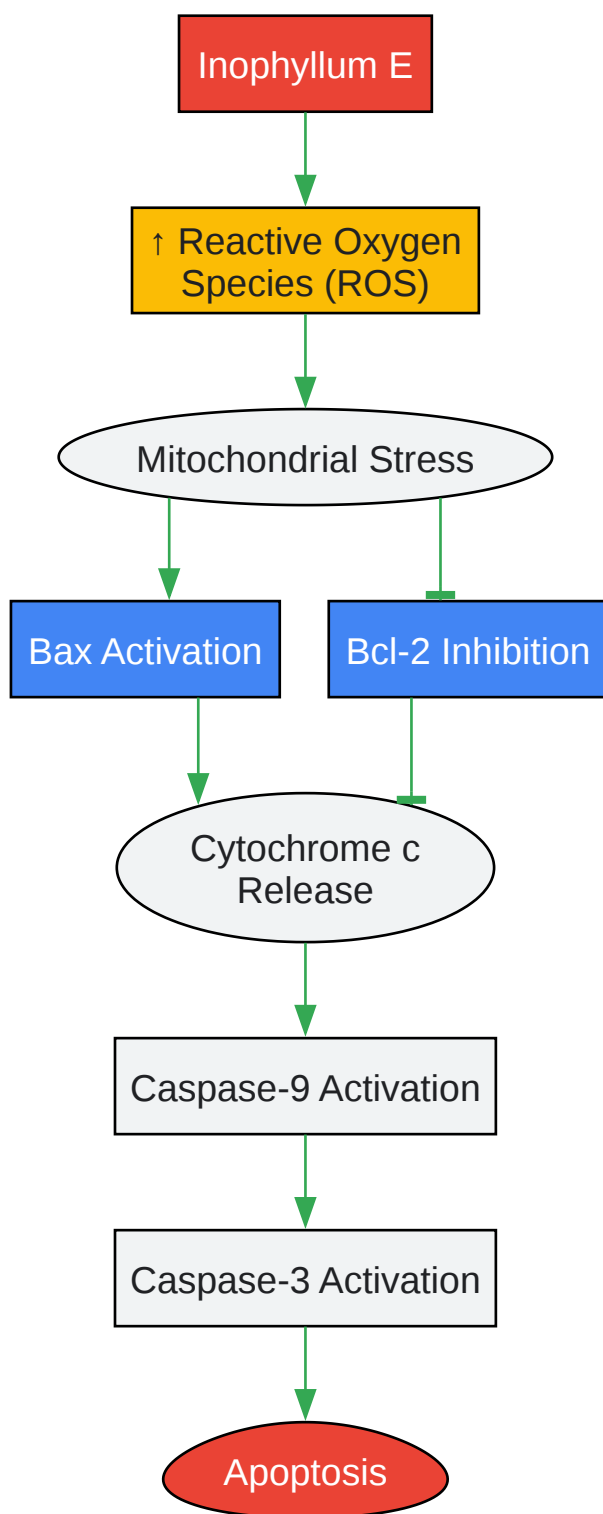 Inophyllum E
↑ Reactive Oxygen
Species (ROS)
Mitochondrial Stress
Bax Activation
Bcl-2 Inhibition
Cytochrome c
Release
Caspase-9 Activation
Caspase-3 Activation
Apoptosis